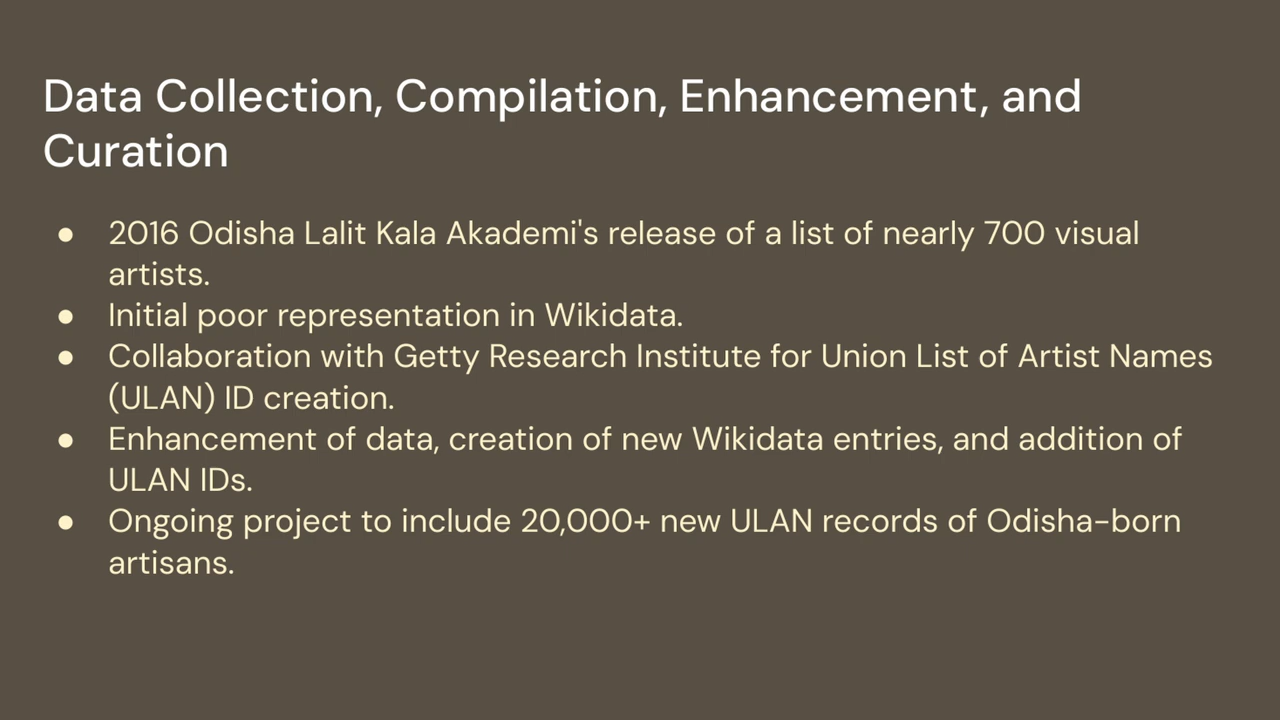 Data Collection, Compilation, Enhancement, and
Curation
● 2016 Odisha Lalit Kala Akademi's release of a list of nearly 700 visual
artists.
● Initial poor representation in Wikidata.
● Collaboration with Getty Research Institute for Union List of Artist Names
(ULAN) ID creation.
● Enhancement of data, creation of new Wikidata entries, and addition of
ULAN IDs.
● Ongoing project to include 20,000+ new ULAN records of Odisha-born
artisans.